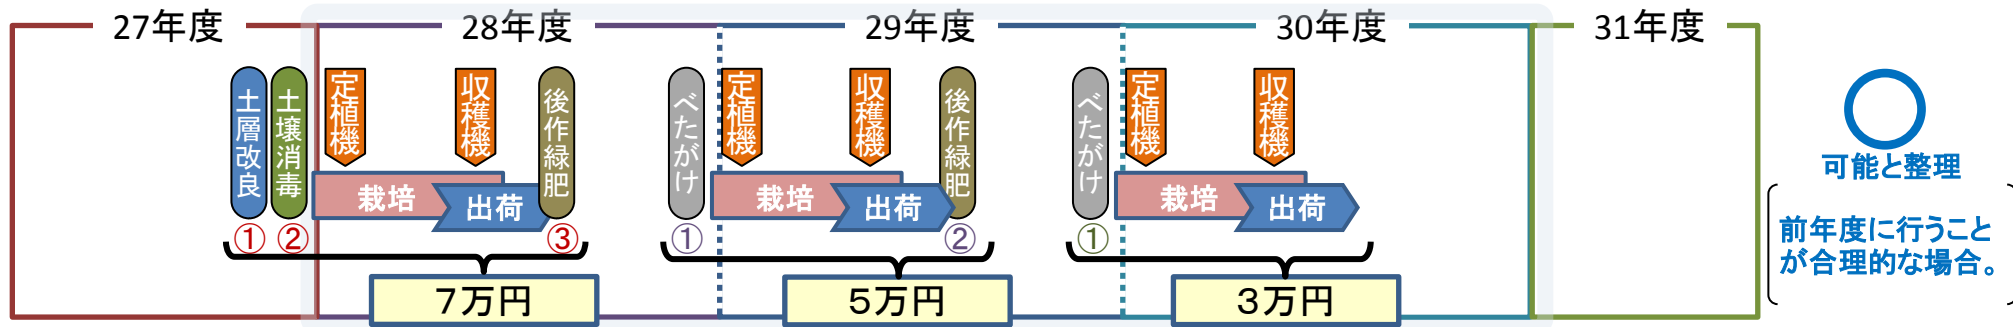 27年度
28年度
29年度
30年度
31年度
土層改良
土壌消毒
定植機
収穫機
後作緑肥
べたがけ
定植機
収穫機
後作緑肥
べたがけ
定植機
収穫機
栽培
出荷
栽培
出荷
栽培
出荷
①
②
③
①
②
①
7万円
5万円
3万円
可能と整理
前年度に行うこと
が合理的な場合。